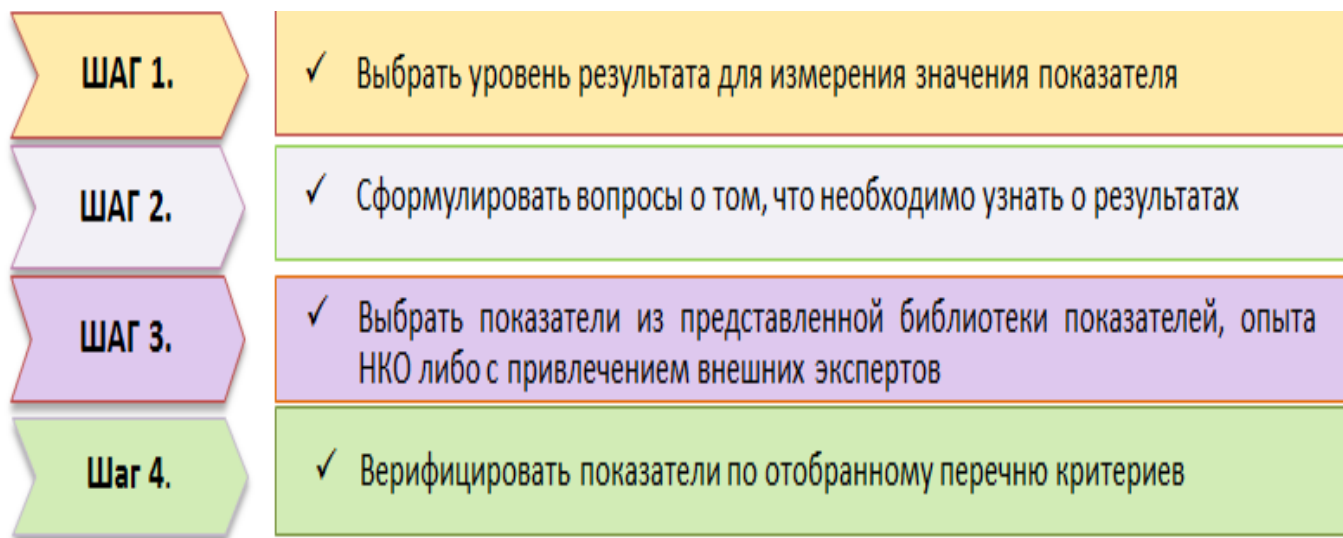 ШАГ 1.
✓ Выбрать уровень результата для измерения значения показателя
ШАГ 2.
✓ Сформулировать вопросы о том, что необходимо узнать о результатах
ШАГ 3.
✓ Выбрать показатели из представленной библиотеки показателей, опыта
НКО либо с привлечением внешних экспертов
Шаг 4.
✓ Верифицировать показатели по отобранному перечню критериев